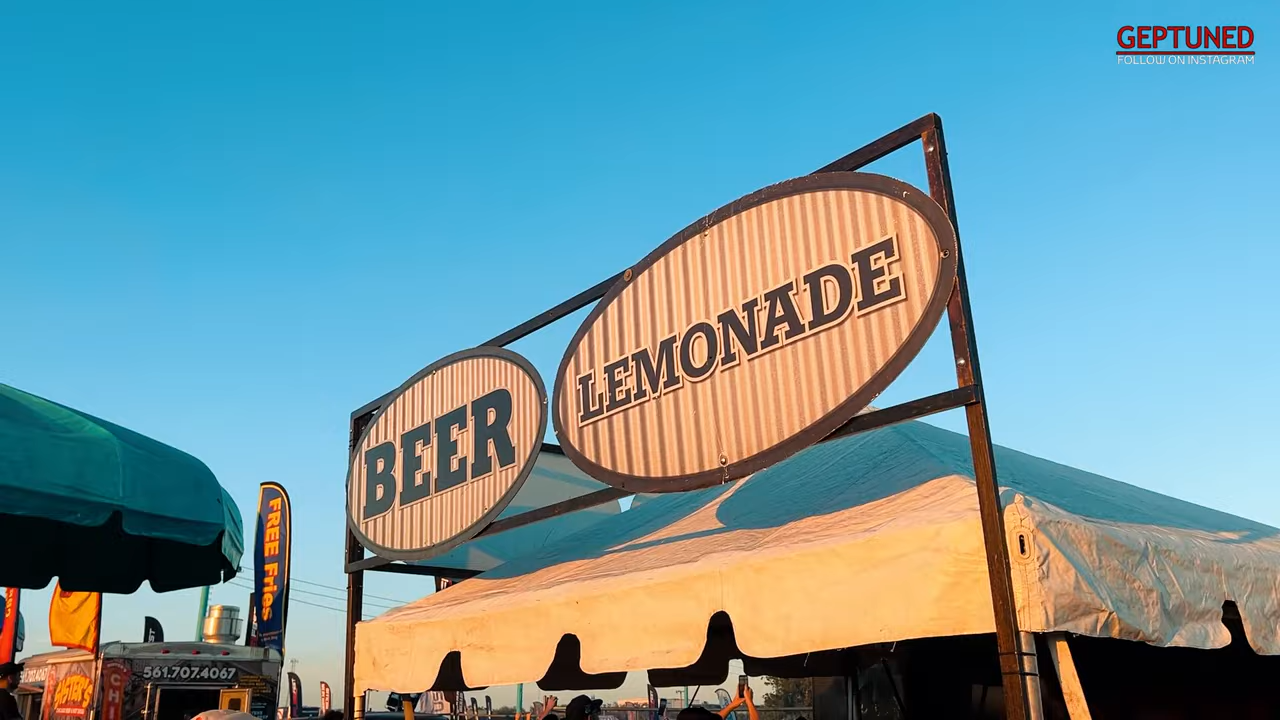 GEPTUNED
FOLLOW ON INSTAGRAM
LEMONADE
BEER
FREE Fries
561.707.4067